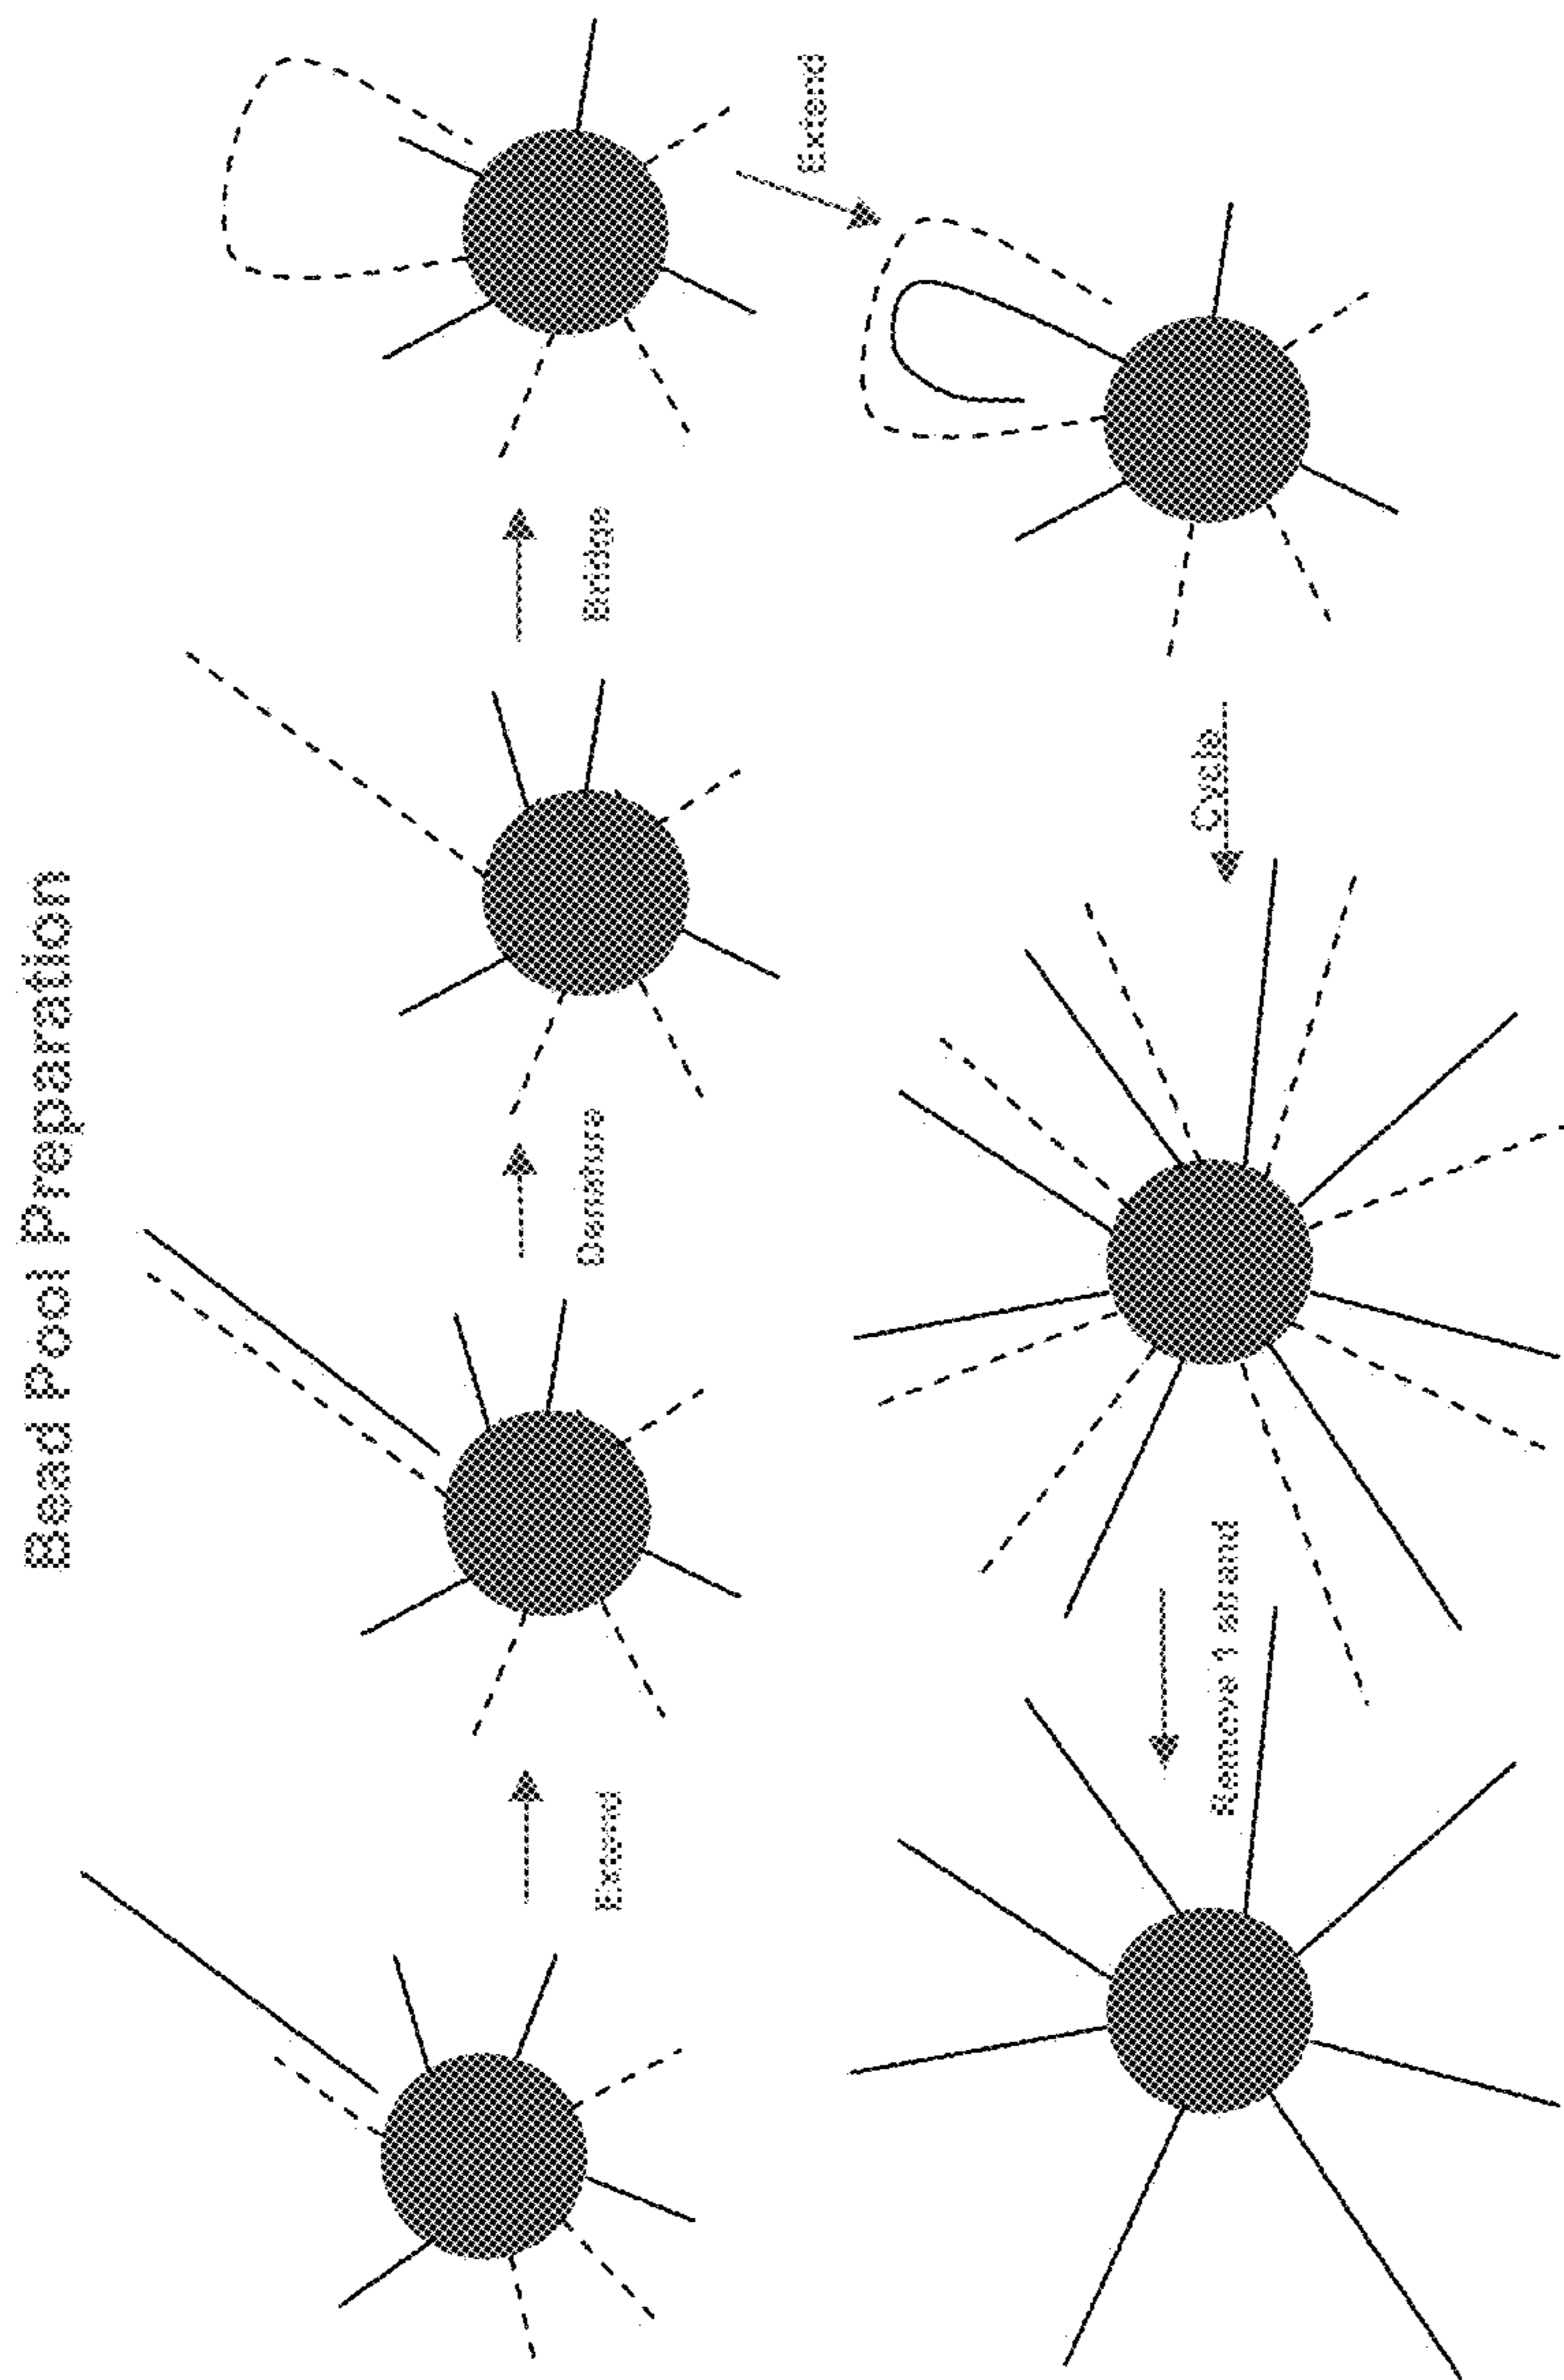 Bead Pool Preparation
Extend
Denature
Bridge
Extend
Cycle
Remove 1 strand